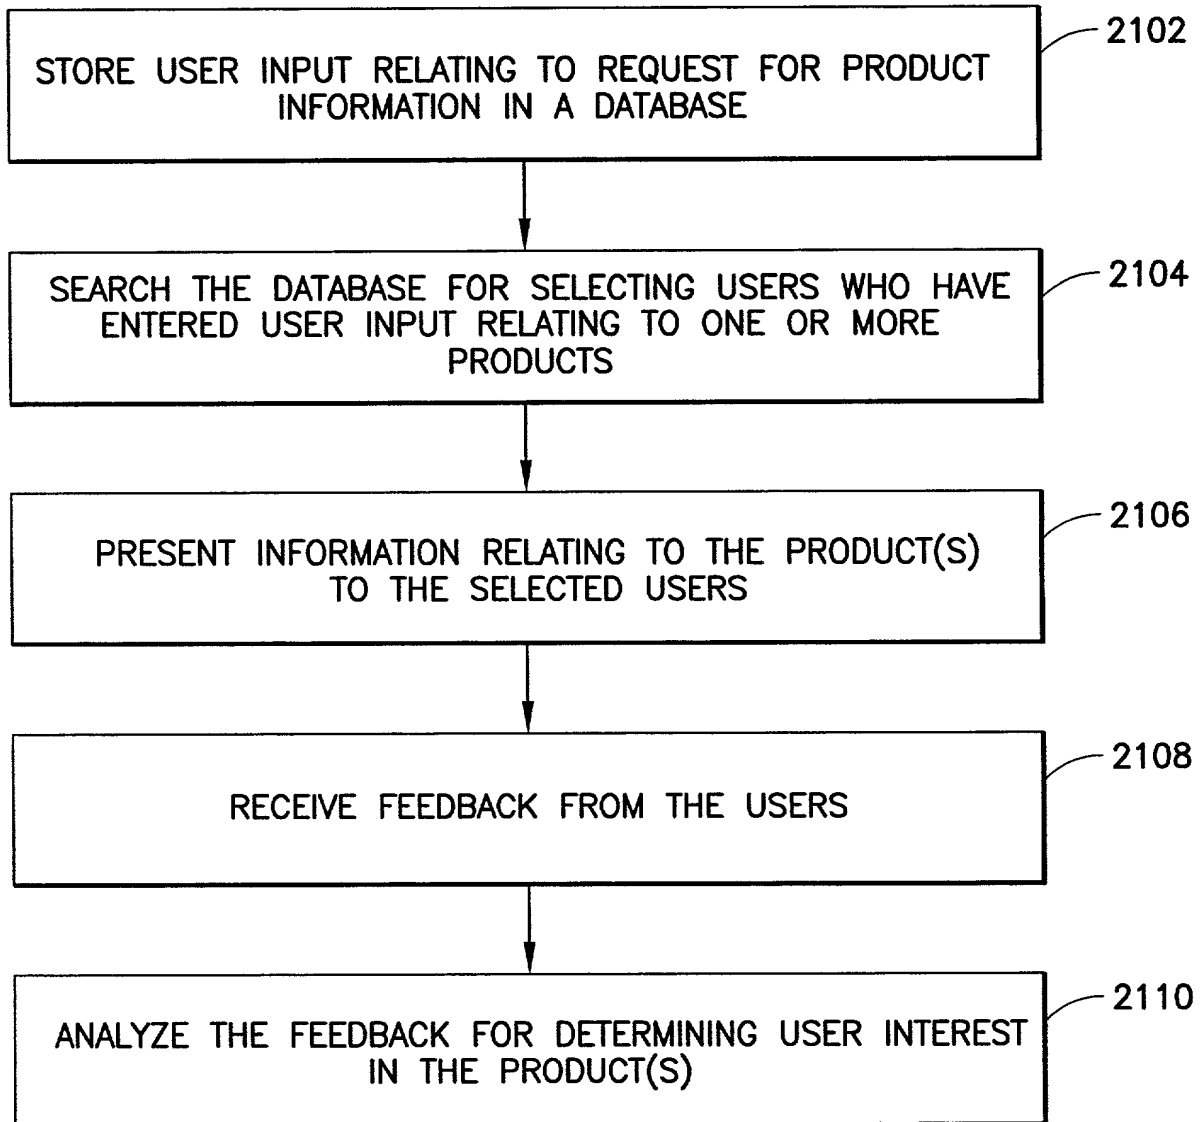 2102
STORE USER INPUT RELATING TO REQUEST FOR PRODUCT
INFORMATION IN A DATABASE
2104
SEARCH THE DATABASE FOR SELECTING USERS WHO HAVE
ENTERED USER INPUT RELATING TO ONE OR MORE
PRODUCTS
2106
PRESENT INFORMATION RELATING TO THE PRODUCT(S)
TO THE SELECTED USERS
2108
RECEIVE FEEDBACK FROM THE USERS
2110
ANALYZE THE FEEDBACK FOR DETERMINING USER INTEREST
IN THE PRODUCT(S)